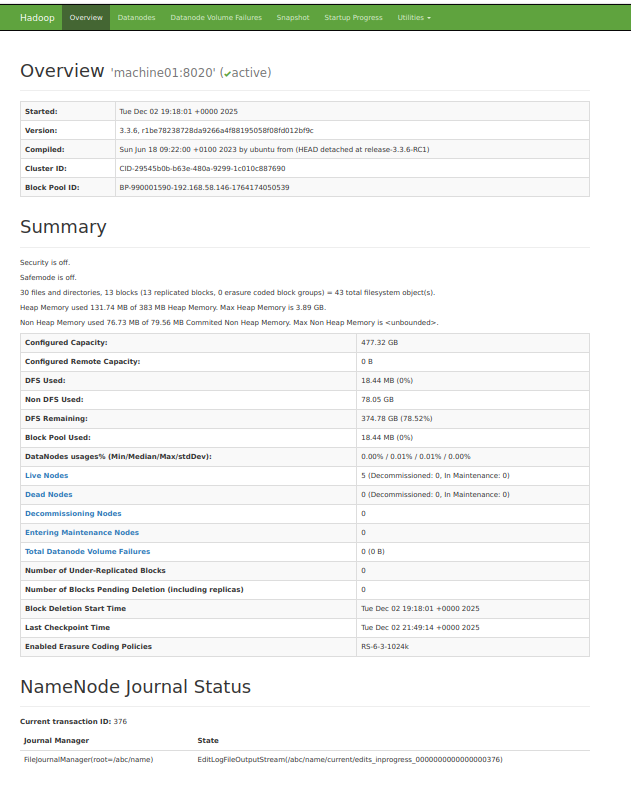 Hadoop Overview Datanodes Datanode Volume Failures Snapshot Startup Progress Utilities
Overview 'machine01:8020' (✔active)
Started: Tue Dec 02 19:18:01 +0000 2025
Version: 3.3.6, r1be78238728da9266a4f88195058f08fd012bf9c
Compiled: Sun Jun 18 09:22:00 +0100 2023 by ubuntu from (HEAD detached at release-3.3.6-RC1)
Cluster ID: CID-29545b0b-b63e-480a-9299-1c010c887690
Block Pool ID: BP-990001590-192.168.58.146-1764174050539
Summary
Security is off.
Safemode is off.
30 files and directories, 13 blocks (13 replicated blocks, 0 erasure coded block groups) = 43 total filesystem object(s).
Heap Memory used 131.74 MB of 383 MB Heap Memory. Max Heap Memory is 3.89 GB.
Non Heap Memory used 76.73 MB of 79.56 MB Commited Non Heap Memory. Max Non Heap Memory is <unbounded>.
Configured Capacity: 477.32 GB
Configured Remote Capacity: 0 B
DFS Used: 18.44 MB (0%)
Non DFS Used: 78.05 GB
DFS Remaining: 374.78 GB (78.52%)
Block Pool Used: 18.44 MB (0%)
DataNodes usages% (Min/Median/Max/stdDev): 0.00% / 0.01% / 0.01% / 0.00%
Live Nodes 5 (Decommissioned: 0, In Maintenance: 0)
Dead Nodes 0 (Decommissioned: 0, In Maintenance: 0)
Decommissioning Nodes 0
Entering Maintenance Nodes 0
Total Datanode Volume Failures 0 (0 B)
Number of Under-Replicated Blocks 0
Number of Blocks Pending Deletion (including replicas) 0
Block Deletion Start Time Tue Dec 02 19:18:01 +0000 2025
Last Checkpoint Time Tue Dec 02 21:49:14 +0000 2025
Enabled Erasure Coding Policies RS-6-3-1024k
NameNode Journal Status
Current transaction ID: 376
Journal Manager State
FileJournalManager(root=/abc/name) EditLogFileOutputStream(/abc/name/current/edits_inprogress_0000000000000000376)